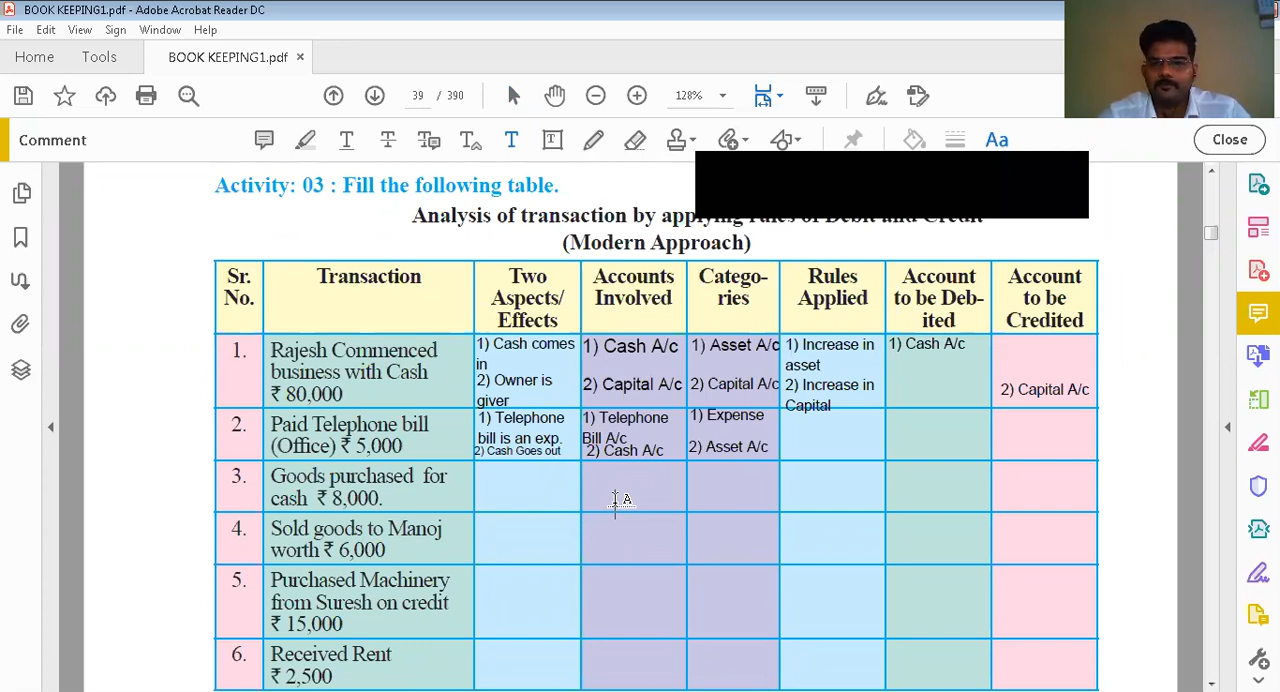 BOOK KEEPING1.pdf - Adobe Acrobat Reader DC
File Edit View Sign Window Help
Home Tools BOOK KEEPING1.pdf ×
39 / 390 128%
Comment
Close
Activity: 03 : Fill the following table.
Analysis of transaction by applying rules of Debit and Credit
(Modern Approach)
Sr. No.
Transaction
Two Aspects/ Effects
Accounts Involved
Catego-ries
Rules Applied
Account to be Deb-ited
Account to be Credited
1.
Rajesh Commenced
business with Cash
₹ 80,000
1) Cash comes
in
2) Owner is
giver
1) Cash A/c
2) Capital A/c
1) Asset A/c
2) Capital A/c
1) Increase in
asset
2) Increase in
Capital
1) Cash A/c
2) Capital A/c
2.
Paid Telephone bill
(Office) ₹ 5,000
1) Telephone
bill is an exp.
2) Cash Goes out
1) Telephone
Bill A/c
2) Cash A/c
1) Expense
2) Asset A/c
3.
Goods purchased for
cash ₹ 8,000.
4.
Sold goods to Manoj
worth ₹ 6,000
5.
Purchased Machinery
from Suresh on credit
₹ 15,000
6.
Received Rent
₹ 2,500